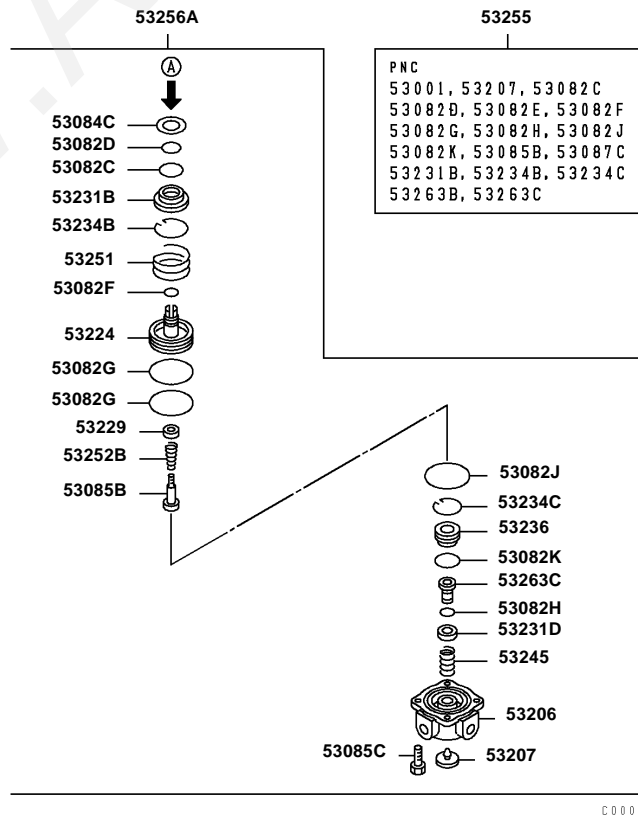 53256A
53255
A
PNC
53001, 53207, 53082C
53082D, 53082E, 53082F
53082G, 53082H, 53082J
53082K, 53085B, 53087C
53231B, 53234B, 53234C
53263B, 53263C
53084C
53082D
53082C
53231B
53234B
53251
53082F
53224
53082G
53082G
53229
53252B
53085B
53082J
53234C
53236
53082K
53263C
53082H
53231D
53245
53206
53085C
53207
C000